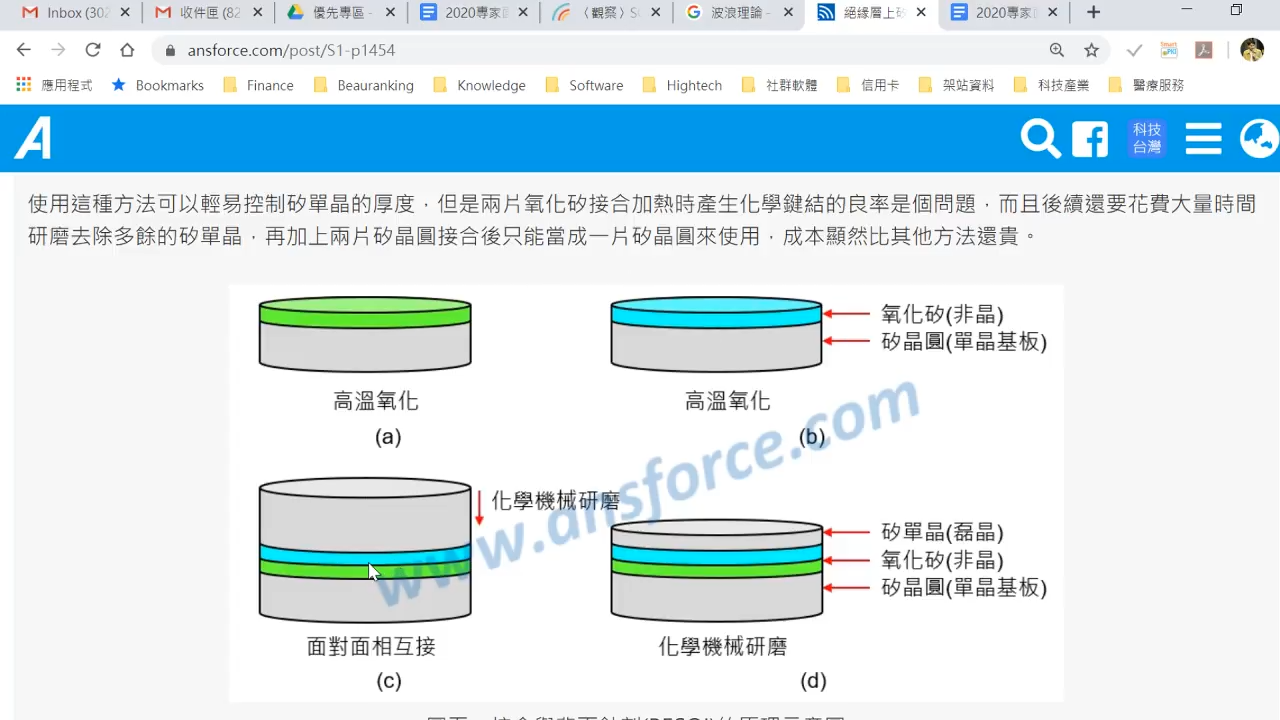 Inbox (302
收件匣 (82
優先專區 -
2020專家
〈觀察〉S
波浪理論 -
絕緣層上矽
2020專家
ansforce.com/post/S1-p1454
應用程式
Bookmarks
Finance
Beauranking
Knowledge
Software
Hightech
社群軟體
信用卡
架站資料
科技產業
醫療服務
A
科技
台灣
使用這種方法可以輕易控制矽單晶的厚度，但是兩片氧化矽接合加熱時產生化學鍵結的良率是個問題，而且後續還要花費大量時間
研磨去除多餘的矽單晶，再加上兩片矽晶圓接合後只能當成一片矽晶圓來使用，成本顯然比其他方法還貴。
氧化矽(非晶)
矽晶圓(單晶基板)
高溫氧化
高溫氧化
(a)
(b)
化學機械研磨
www.ansforce.com
矽單晶(磊晶)
氧化矽(非晶)
矽晶圓(單晶基板)
面對面相互接
化學機械研磨
(c)
(d)